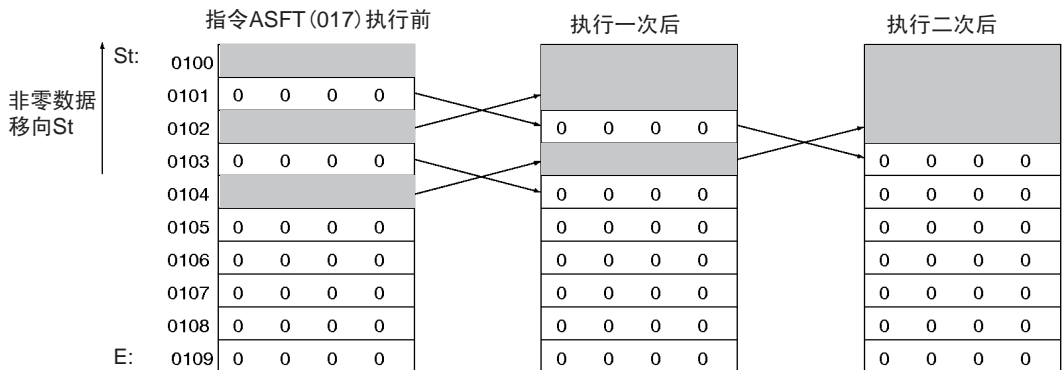 指令ASFT(017)执行前 执行一次后 执行二次后
St: 0100
0101 0 0 0 0
非零数据
移向St
0102 0 0 0 0
0103 0 0 0 0 0 0 0 0
0104 0 0 0 0 0 0 0 0
0105 0 0 0 0 0 0 0 0 0 0 0 0
0106 0 0 0 0 0 0 0 0 0 0 0 0
0107 0 0 0 0 0 0 0 0 0 0 0 0
0108 0 0 0 0 0 0 0 0 0 0 0 0
E: 0109 0 0 0 0 0 0 0 0 0 0 0 0